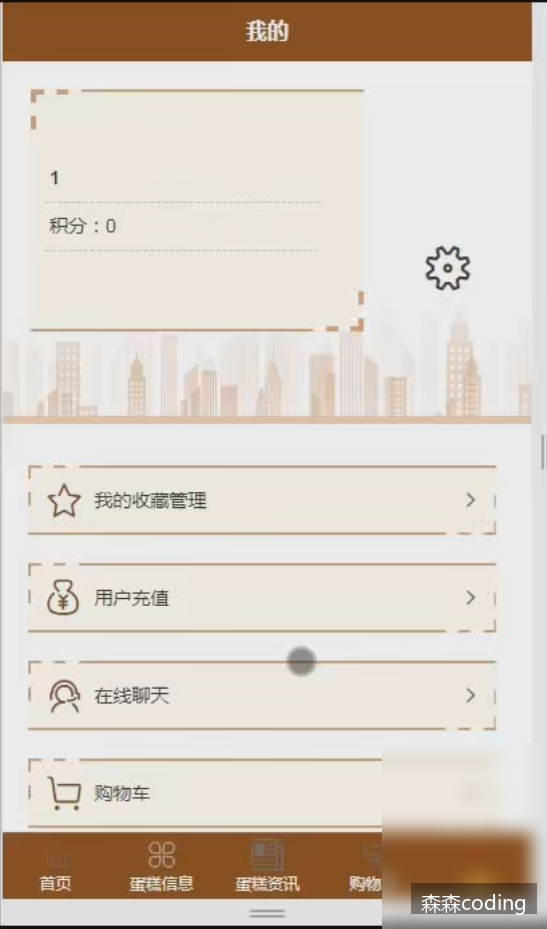 我的
1
积分：0
我的收藏管理
用户充值
在线聊天
购物车
首页
蛋糕信息
蛋糕资讯
购物
森森coding